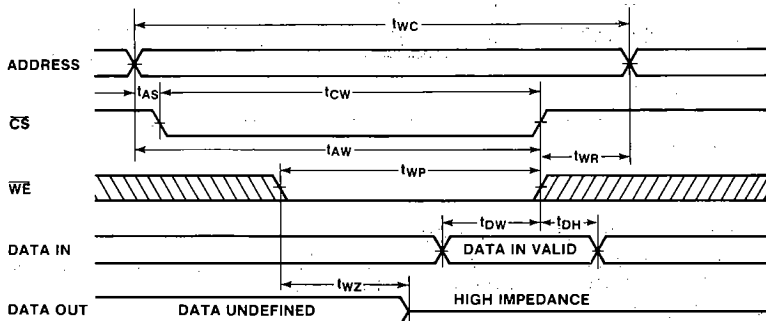 tWC
ADDRESS
tAS
tCW
CS
tAW
tWR
tWP
WE
tDW
tDH
DATA IN
DATA IN VALID
tWZ
DATA OUT
DATA UNDEFINED
HIGH IMPEDANCE